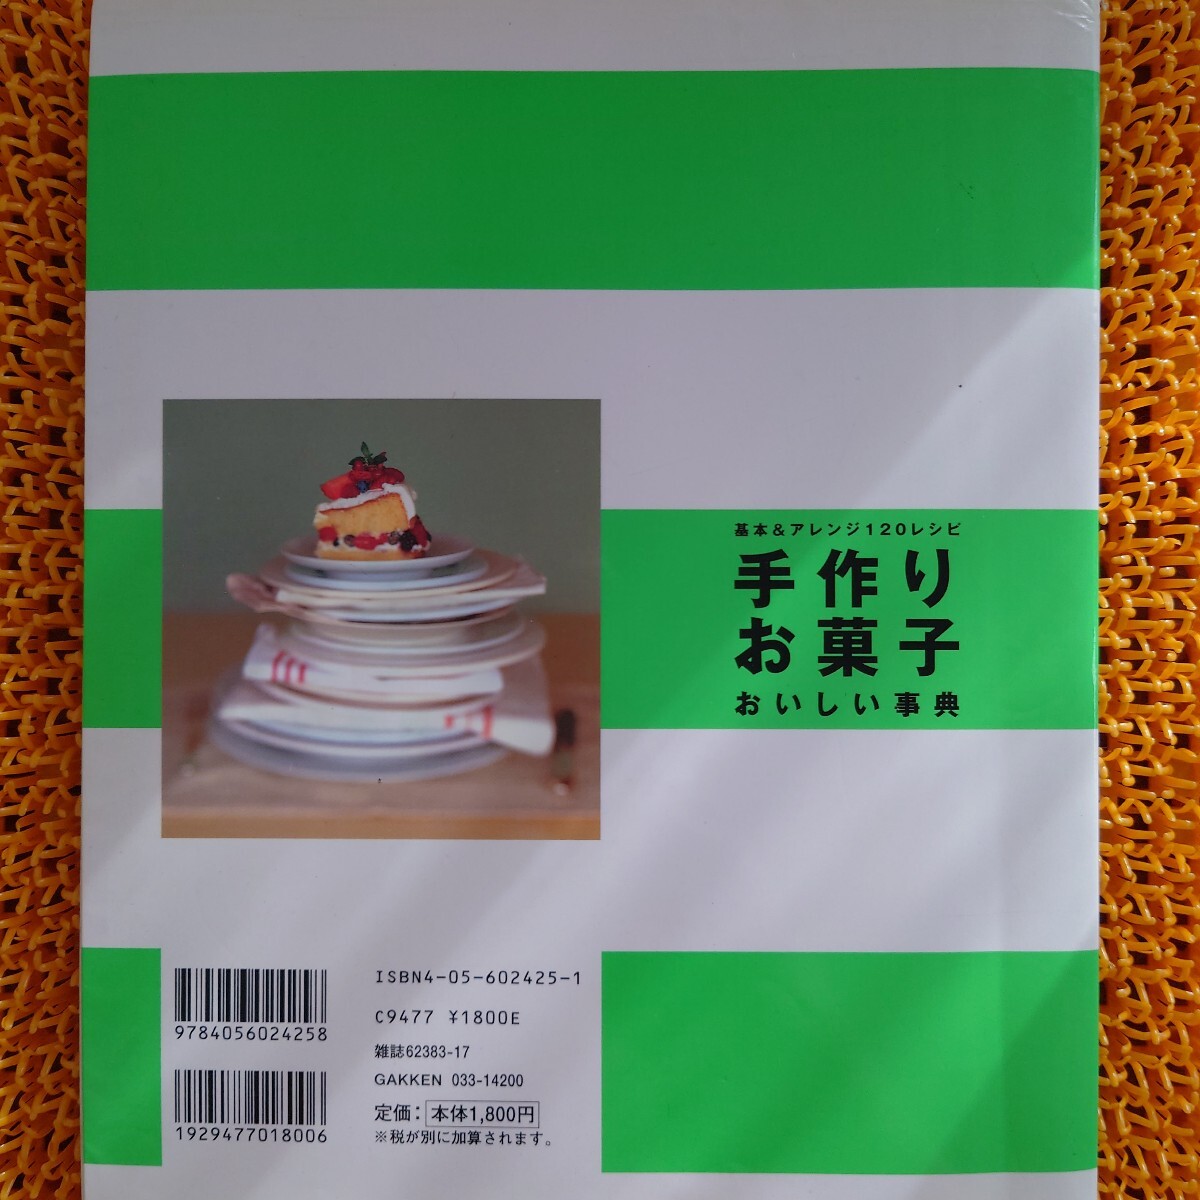 基本&アレンジ120レシピ
手作り
お菓子
おいしい事典
9784056024258
1929477018006
ISBN4-05-602425-1
C9477 ¥1800E
雑誌62383-17
GAKKEN 033-14200
定価:本体1,800円
※税が別に加算されます。